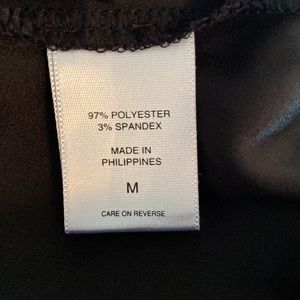 97% POLYESTER
3% SPANDEX
MADE IN
PHILIPPINES
M
CARE ON REVERSE